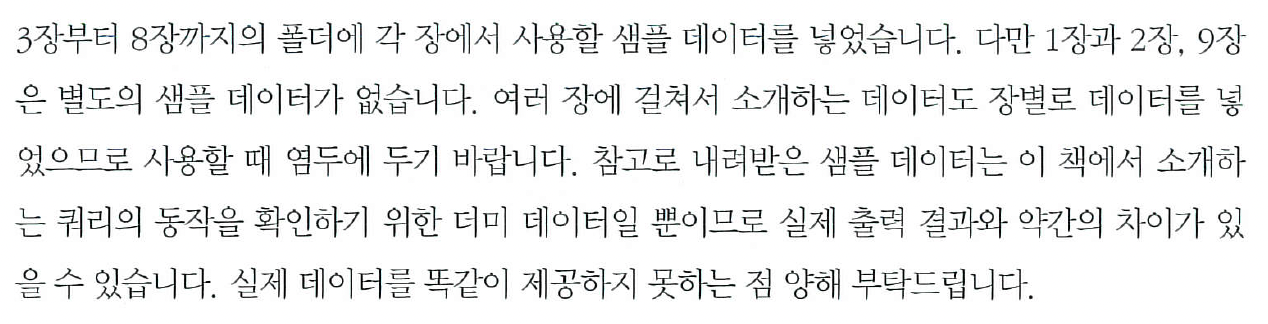 3장부터 8장까지의 폴더에 각 장에서 사용할 샘플 데이터를 넣었습니다. 다만 1장과 2장, 9장
은 별도의 샘플 데이터가 없습니다. 여러 장에 걸쳐서 소개하는 데이터도 장별로 데이터를 넣
었으므로 사용할 때 염두에 두기 바랍니다. 참고로 내려받은 샘플 데이터는 이 책에서 소개하
는 쿼리의 동작을 확인하기 위한 더미 데이터일 뿐이므로 실제 출력 결과와 약간의 차이가 있
을 수 있습니다. 실제 데이터를 똑같이 제공하지 못하는 점 양해 부탁드립니다.